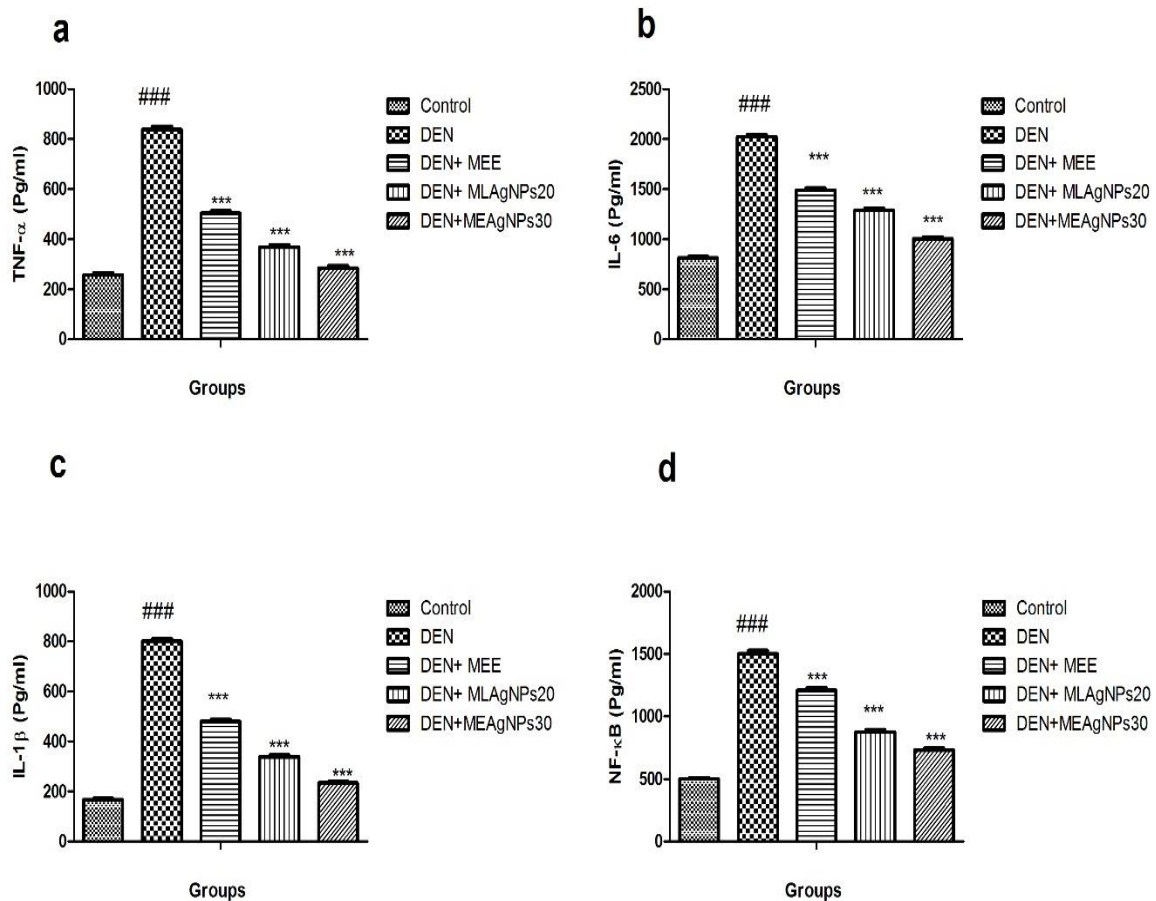 a
1000
800
600
400
200
0
TNF-α (Pg/ml)
###
***
***
***
Groups
Control
DEN
DEN+ MEE
DEN+ MLAgNPs20
DEN+MEAgNPs30
b
2500
2000
1500
1000
500
0
IL-6 (Pg/ml)
###
***
***
***
Groups
Control
DEN
DEN+ MEE
DEN+ MLAgNPs20
DEN+MEAgNPs30
c
1000
800
600
400
200
0
IL-1β (Pg/ml)
###
***
***
***
Groups
Control
DEN
DEN+ MEE
DEN+ MLAgNPs20
DEN+MEAgNPs30
d
2000
1500
1000
500
0
NF-κB (Pg/ml)
###
***
***
***
Groups
Control
DEN
DEN+ MEE
DEN+ MLAgNPs20
DEN+MEAgNPs30